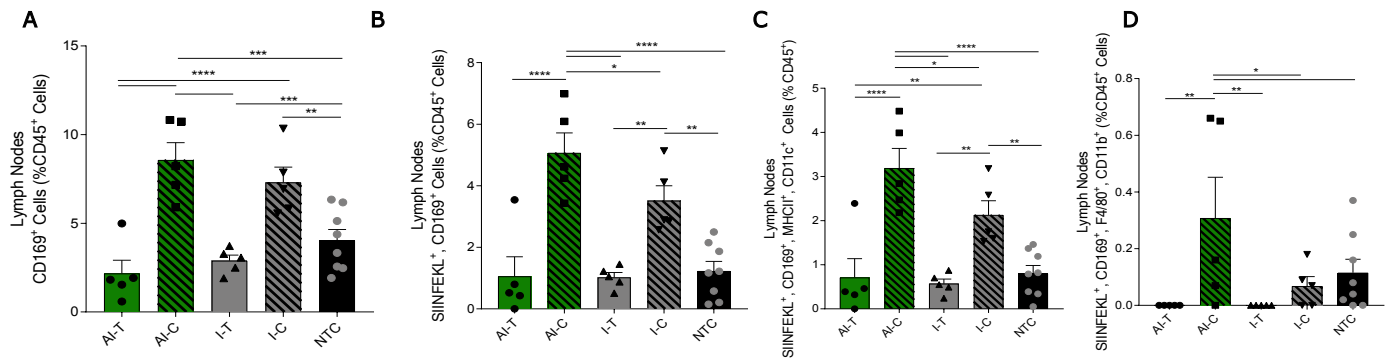 A
Lymph Nodes
CD169⁺ Cells (%CD45⁺ Cells)
15
10
5
0
***
****
***
**
AI-T
AI-C
I-T
I-C
NTC
B
Lymph Nodes
SIINFEKL⁺, CD169⁺ Cells (%CD45⁺ Cells)
8
6
4
2
0
****
****
*
**
**
AI-T
AI-C
I-T
I-C
NTC
C
Lymph Nodes
SIINFEKL⁺, CD169⁺, MHCII⁺, CD11c⁺ Cells (% CD45⁺)
5
4
3
2
1
0
****
*
**
****
**
**
AI-T
AI-C
I-T
I-C
NTC
D
Lymph Nodes
SIINFEKL⁺, CD169⁺, F4/80⁺, CD11b⁺ (%CD45⁺ Cells)
0.8
0.6
0.4
0.2
0.0
*
**
**
AI-T
AI-C
I-T
I-C
NTC